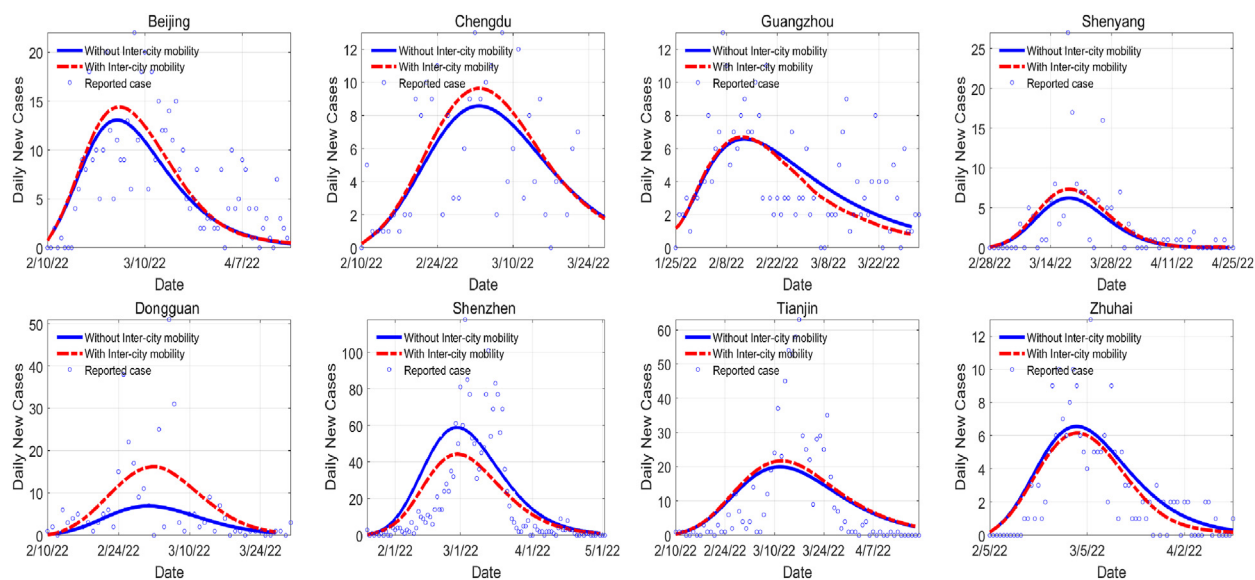 Beijing
Daily New Cases
20
15
10
5
0
Without Inter-city mobility
With Inter-city mobility
Reported case
2/10/22 3/10/22 4/7/22
Date
Chengdu
Daily New Cases
12
10
8
6
4
2
0
Without Inter-city mobility
With Inter-city mobility
Reported case
2/10/22 2/24/22 3/10/22 3/24/22
Date
Guangzhou
Daily New Cases
12
10
8
6
4
2
0
Without Inter-city mobility
With Inter-city mobility
Reported case
1/25/22 2/8/22 2/22/22 3/8/22 3/22/22
Date
Shenyang
Daily New Cases
25
20
15
10
5
0
Without Inter-city mobility
With Inter-city mobility
Reported case
2/28/22 3/14/22 3/28/22 4/11/22 4/25/22
Date
Dongguan
Daily New Cases
50
40
30
20
10
0
Without Inter-city mobility
With Inter-city mobility
Reported case
2/10/22 2/24/22 3/10/22 3/24/22
Date
Shenzhen
Daily New Cases
100
80
60
40
20
0
Without Inter-city mobility
With Inter-city mobility
Reported case
2/1/22 3/1/22 4/1/22 5/1/22
Date
Tianjin
Daily New Cases
60
50
40
30
20
10
0
Without Inter-city mobility
With Inter-city mobility
Reported case
2/10/22 2/24/22 3/10/22 3/24/22 4/7/22
Date
Zhuhai
Daily New Cases
12
10
8
6
4
2
0
Without Inter-city mobility
With Inter-city mobility
Reported case
2/5/22 3/5/22 4/2/22
Date